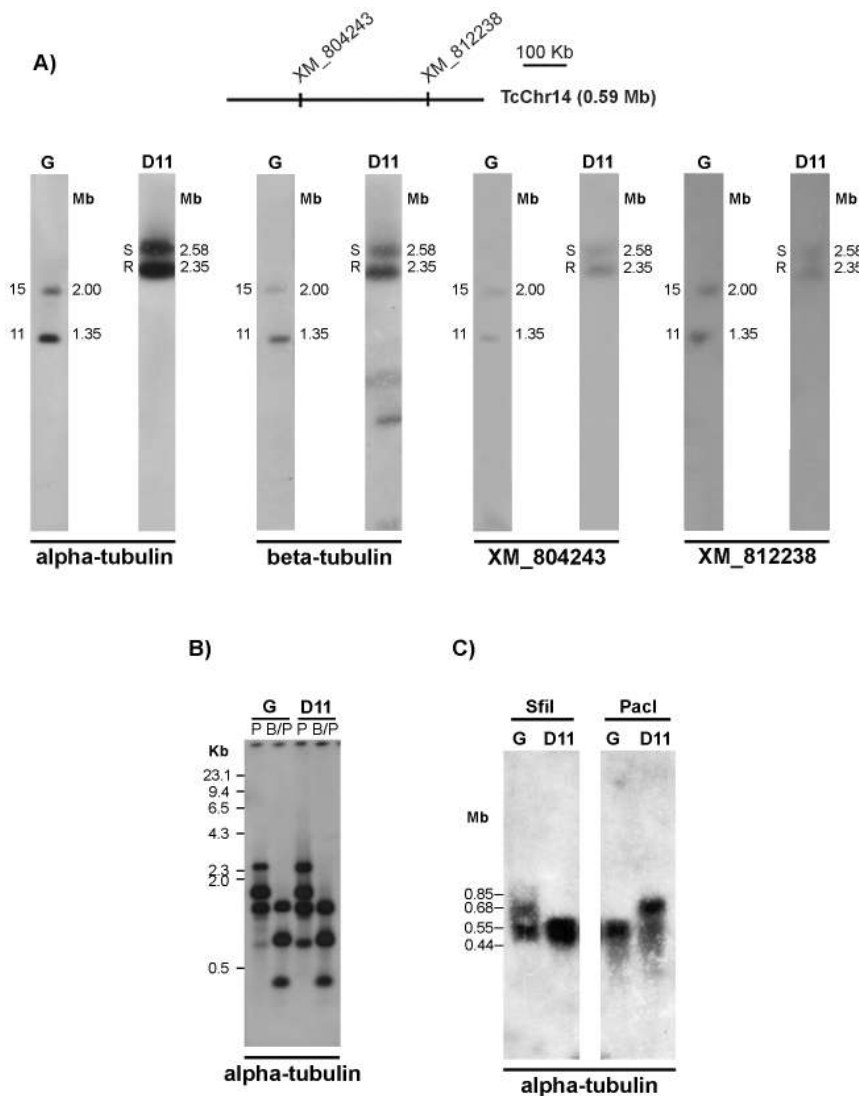 A)
XM_804243
XM_812238
100 Kb
TcChr14 (0.59 Mb)
G D11 G D11 G D11 G D11
Mb Mb Mb Mb Mb Mb Mb Mb
S 2.58 S 2.58 S 2.58 S 2.58
R 2.35 R 2.35 R 2.35 R 2.35
15 2.00 15 2.00 15 2.00 15 2.00
11 1.35 11 1.35 11 1.35 11 1.35
alpha-tubulin beta-tubulin XM_804243 XM_812238
B)
G D11
P B/P P B/P
Kb
23.1
9.4
6.5
4.3
2.3
2.0
0.5
alpha-tubulin
C)
SfiI PacI
G D11 G D11
Mb
0.85
0.68
0.55
0.44
alpha-tubulin